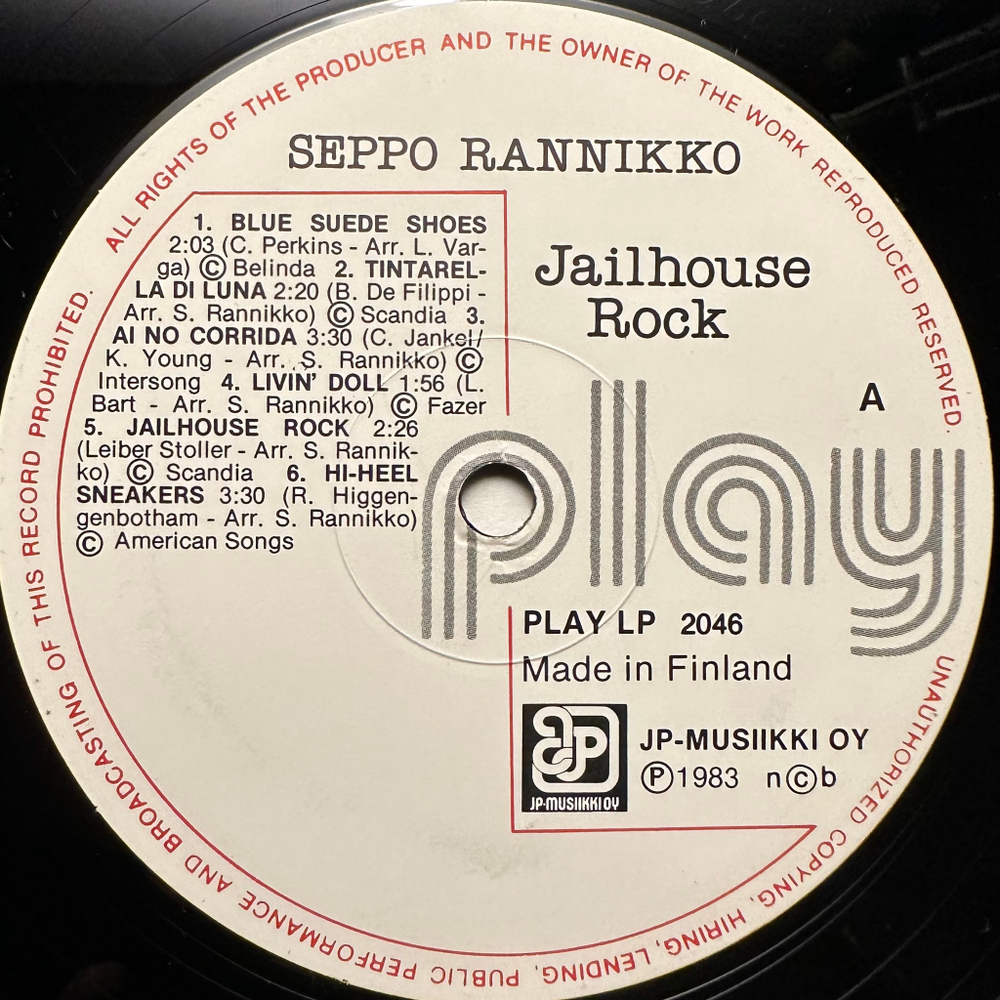 ALL RIGHTS OF THE PRODUCER AND THE OWNER OF THE WORK REPRODUCED RESERVED.
SEPPO RANNIKKO
Jailhouse
Rock
1. BLUE SUEDE SHOES
2:03 (C. Perkins - Arr. L. Var-
ga) Ⓒ Belinda 2. TINTAREL-
LA DI LUNA 2:20 (B. De Filippi -
Arr. S. Rannikko) Ⓒ Scandia 3.
AI NO CORRIDA 3:30 (C. Jankel/
K. Young - Arr. S. Rannikko) Ⓒ
Intersong 4. LIVIN' DOLL 1:56 (L.
Bart - Arr. S. Rannikko) Ⓒ Fazer
5. JAILHOUSE ROCK 2:26
(Leiber Stoller - Arr. S. Rannik-
ko) Ⓒ Scandia 6. HI-HEEL
SNEAKERS 3:30 (R. Higgen-
genbotham - Arr. S. Rannikko)
Ⓒ American Songs
A
play
PLAY LP 2046
Made in Finland
JP-MUSIIKKI OY
JP-MUSIIKKI OY
Ⓟ 1983 nⒸb
UNAUTHORIZED COPYING, HIRING, LENDING, PUBLIC PERFORMANCE AND BROADCASTING OF THIS RECORD PROHIBITED.